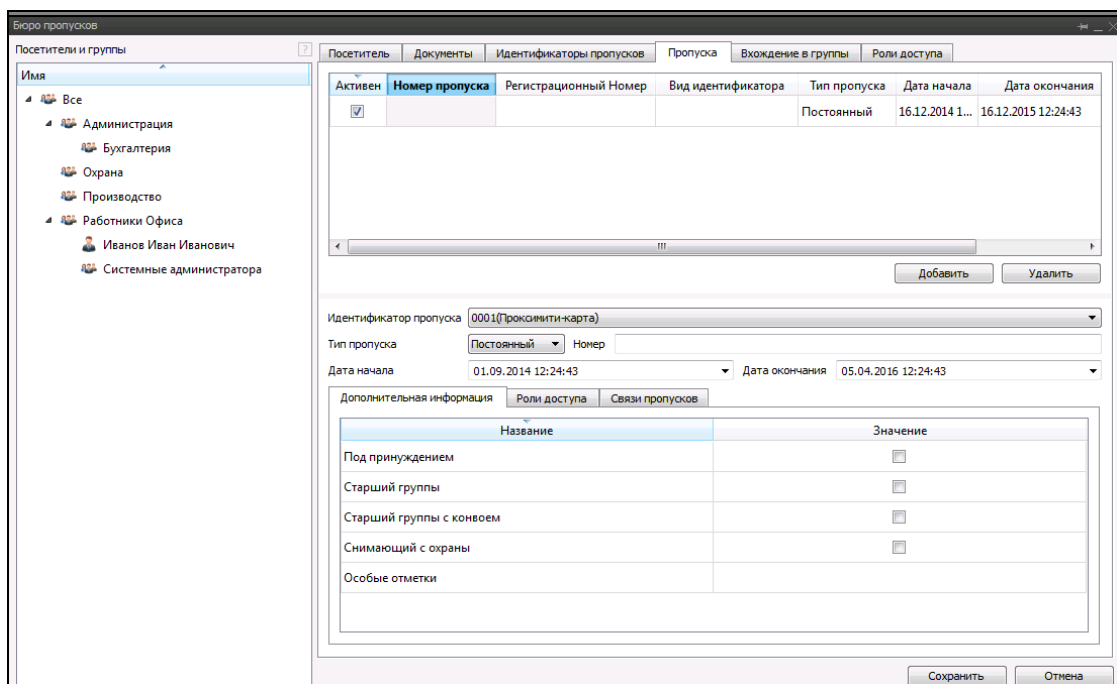 Бюро пропусков
Посетители и группы ?
Имя
Все
Администрация
Бухгалтерия
Охрана
Производство
Работники Офиса
Иванов Иван Иванович
Системные администратора
Посетитель Документы Идентификаторы пропусков Пропуска Вхождение в группы Роли доступа
Активен Номер пропуска Регистрационный Номер Вид идентификатора Тип пропуска Дата начала Дата окончания
Постоянный 16.12.2014 1... 16.12.2015 12:24:43
Добавить Удалить
Идентификатор пропуска 0001(Проксимити-карта)
Тип пропуска Постоянный Номер
Дата начала 01.09.2014 12:24:43 Дата окончания 05.04.2016 12:24:43
Дополнительная информация Роли доступа Связи пропусков
Название Значение
Под принуждением
Старший группы
Старший группы с конвоем
Снимающий с охраны
Особые отметки
Сохранить Отмена